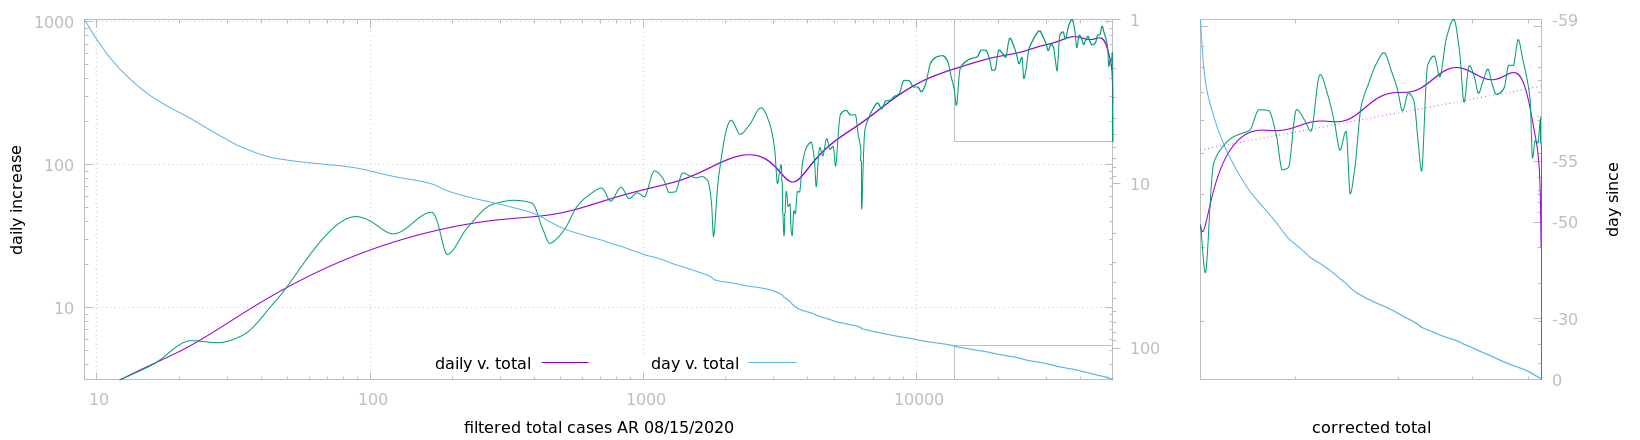 1000
100
10
daily increase
10
100
1000
10000
filtered total cases AR 08/15/2020
daily v. total
day v. total
1
10
100
-59
-55
-50
-30
0
day since
corrected total